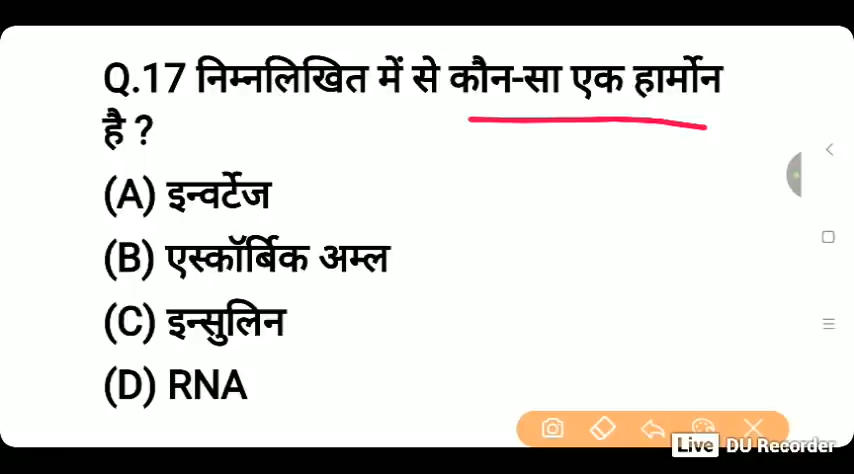 Q.17 निम्नलिखित में से कौन-सा एक हार्मोन
है ?
(A) इन्वर्टेज
(B) एस्कॉर्बिक अम्ल
(C) इन्सुलिन
(D) RNA
Live DU Recorder